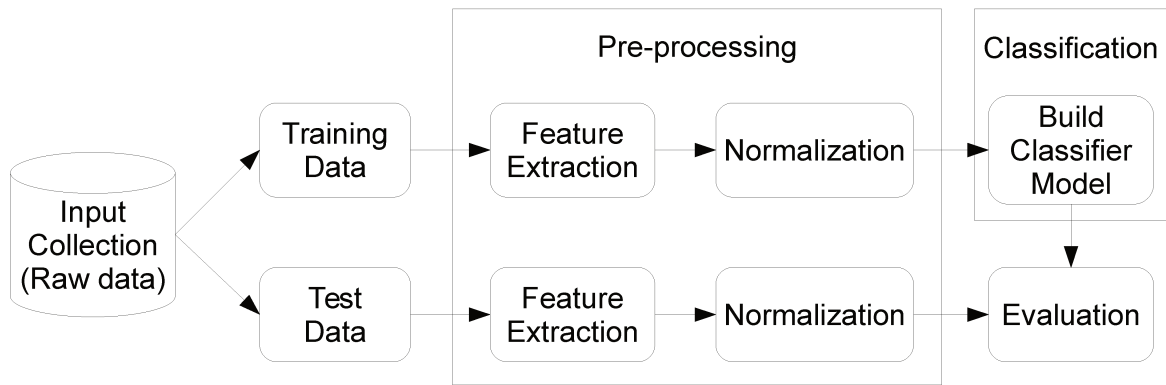 Pre-processing
Classification
Training
Data
Feature
Extraction
Normalization
Build
Classifier
Model
Input
Collection
(Raw data)
Test
Data
Feature
Extraction
Normalization
Evaluation